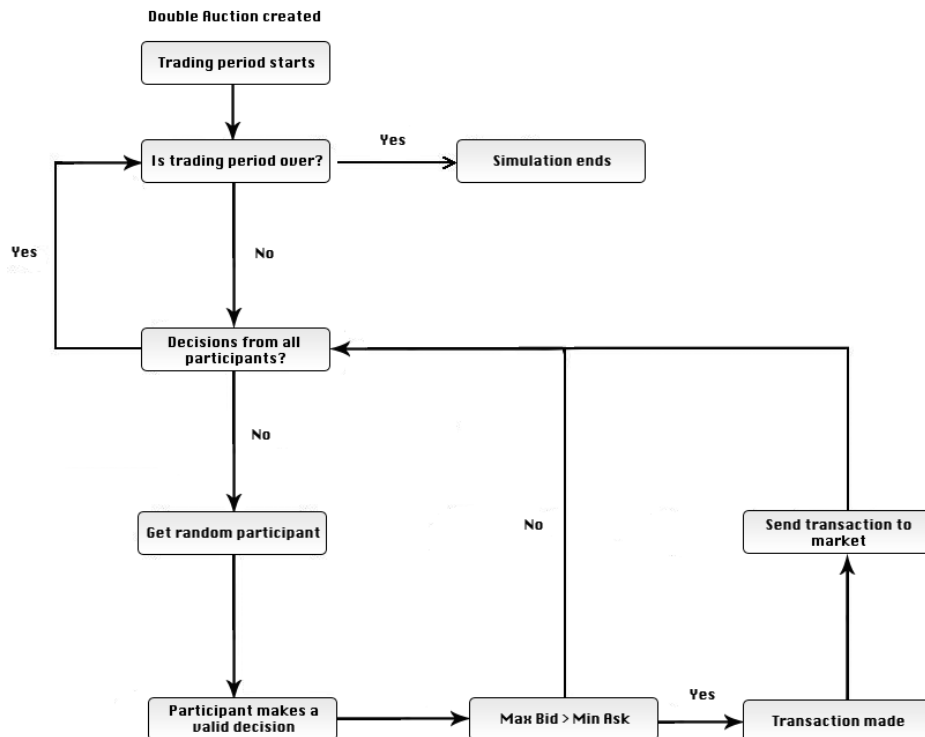 Double Auction created
Trading period starts
Yes
Is trading period over?
Simulation ends
Yes
No
Decisions from all
participants?
No
Get random participant
No
Send transaction to
market
Participant makes a
valid decision
Max Bid > Min Ask
Yes
Transaction made